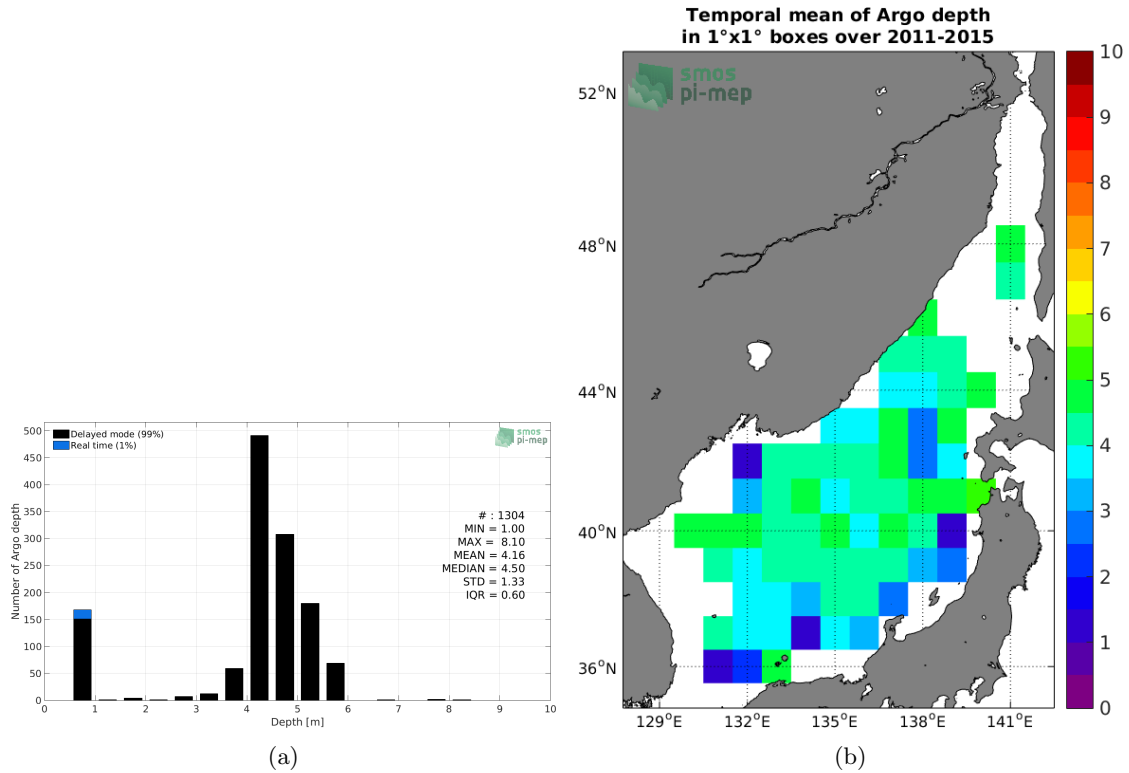 Temporal mean of Argo depth
in 1°x1° boxes over 2011-2015
smos
pi-mep
52°N
48°N
44°N
40°N
36°N
129°E
132°E
135°E
138°E
141°E
10
9
8
7
6
5
4
3
2
1
0
(b)
Delayed mode (99%)
Real time (1%)
smos
pi-mep
# : 1304
MIN = 1.00
MAX = 8.10
MEAN = 4.16
MEDIAN = 4.50
STD = 1.33
IQR = 0.60
Number of Argo depth
500
450
400
350
300
250
200
150
100
50
0
0 1 2 3 4 5 6 7 8 9 10
Depth [m]
(a)